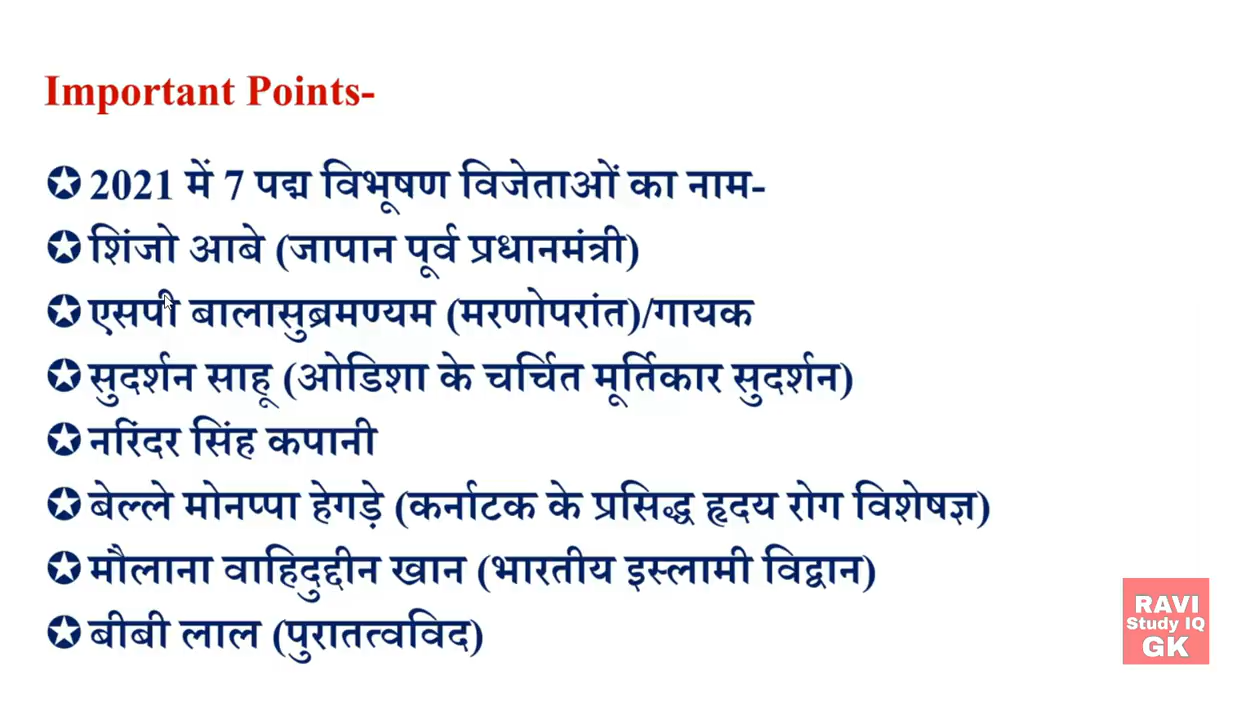 Important Points-
✪ 2021 में 7 पद्म विभूषण विजेताओं का नाम-
✪ शिंजो आबे (जापान पूर्व प्रधानमंत्री)
✪ एसपी बालासुब्रमण्यम (मरणोपरांत)/गायक
✪ सुदर्शन साहू (ओडिशा के चर्चित मूर्तिकार सुदर्शन)
✪ नरिंदर सिंह कपानी
✪ बेल्ले मोनप्पा हेगड़े (कर्नाटक के प्रसिद्ध हृदय रोग विशेषज्ञ)
✪ मौलाना वाहिदुद्दीन खान (भारतीय इस्लामी विद्वान)
✪ बीबी लाल (पुरातत्वविद)
RAVI
Study IQ
GK